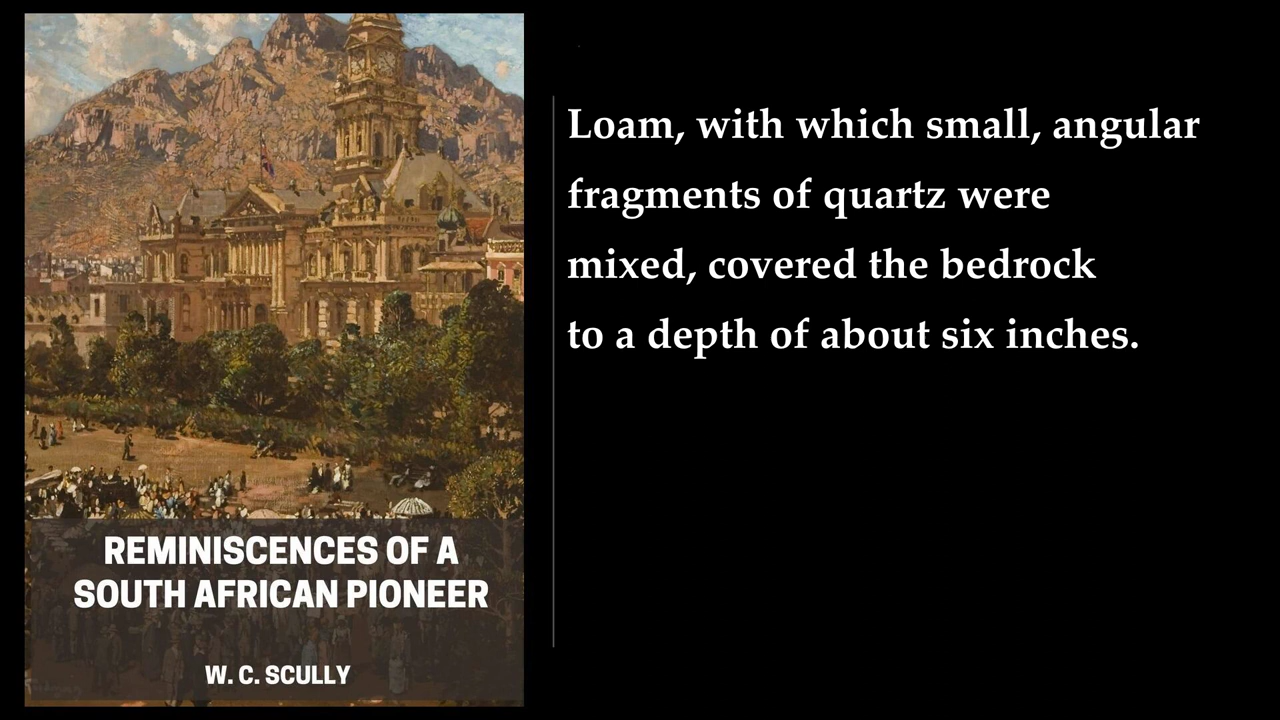 Loam, with which small, angular
fragments of quartz were
mixed, covered the bedrock
to a depth of about six inches.
REMINISCENCES OF A
SOUTH AFRICAN PIONEER
W. C. SCULLY